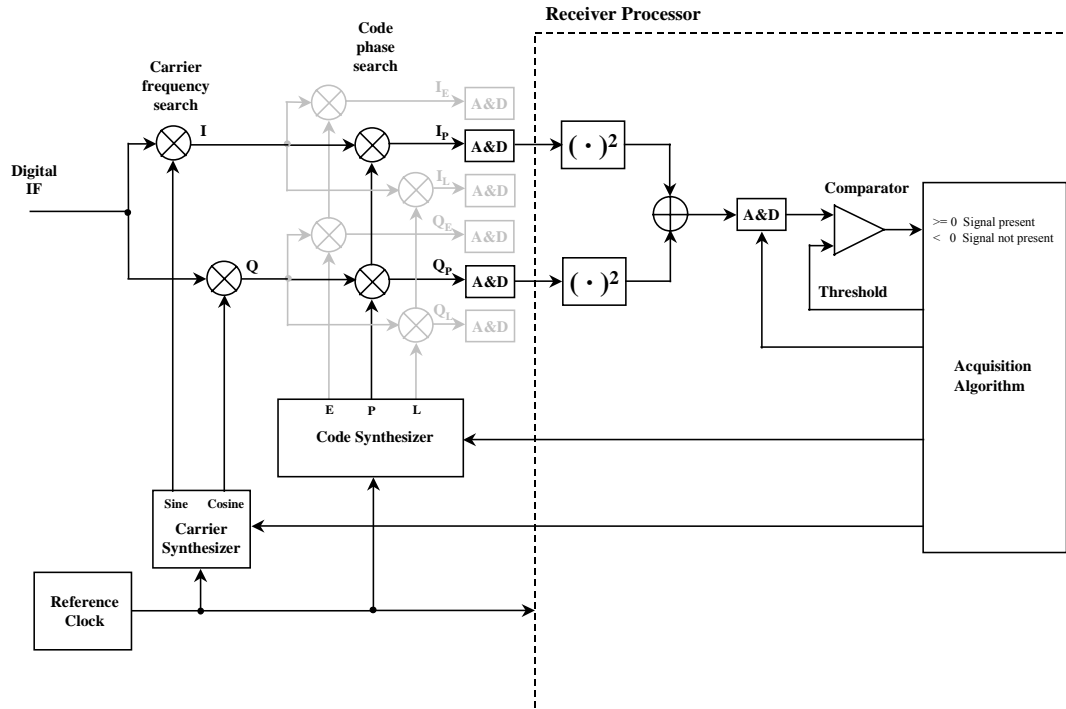 Receiver Processor
Code
phase
search
Carrier
frequency
search
I_E
A&D
I
I_P
A&D
( · )²
Digital
IF
I_L
A&D
Comparator
A&D
>= 0 Signal present
< 0 Signal not present
Q_E
A&D
Q
Q_P
A&D
( · )²
Threshold
Q_L
A&D
Acquisition
Algorithm
E P L
Code Synthesizer
Sine Cosine
Carrier
Synthesizer
Reference
Clock